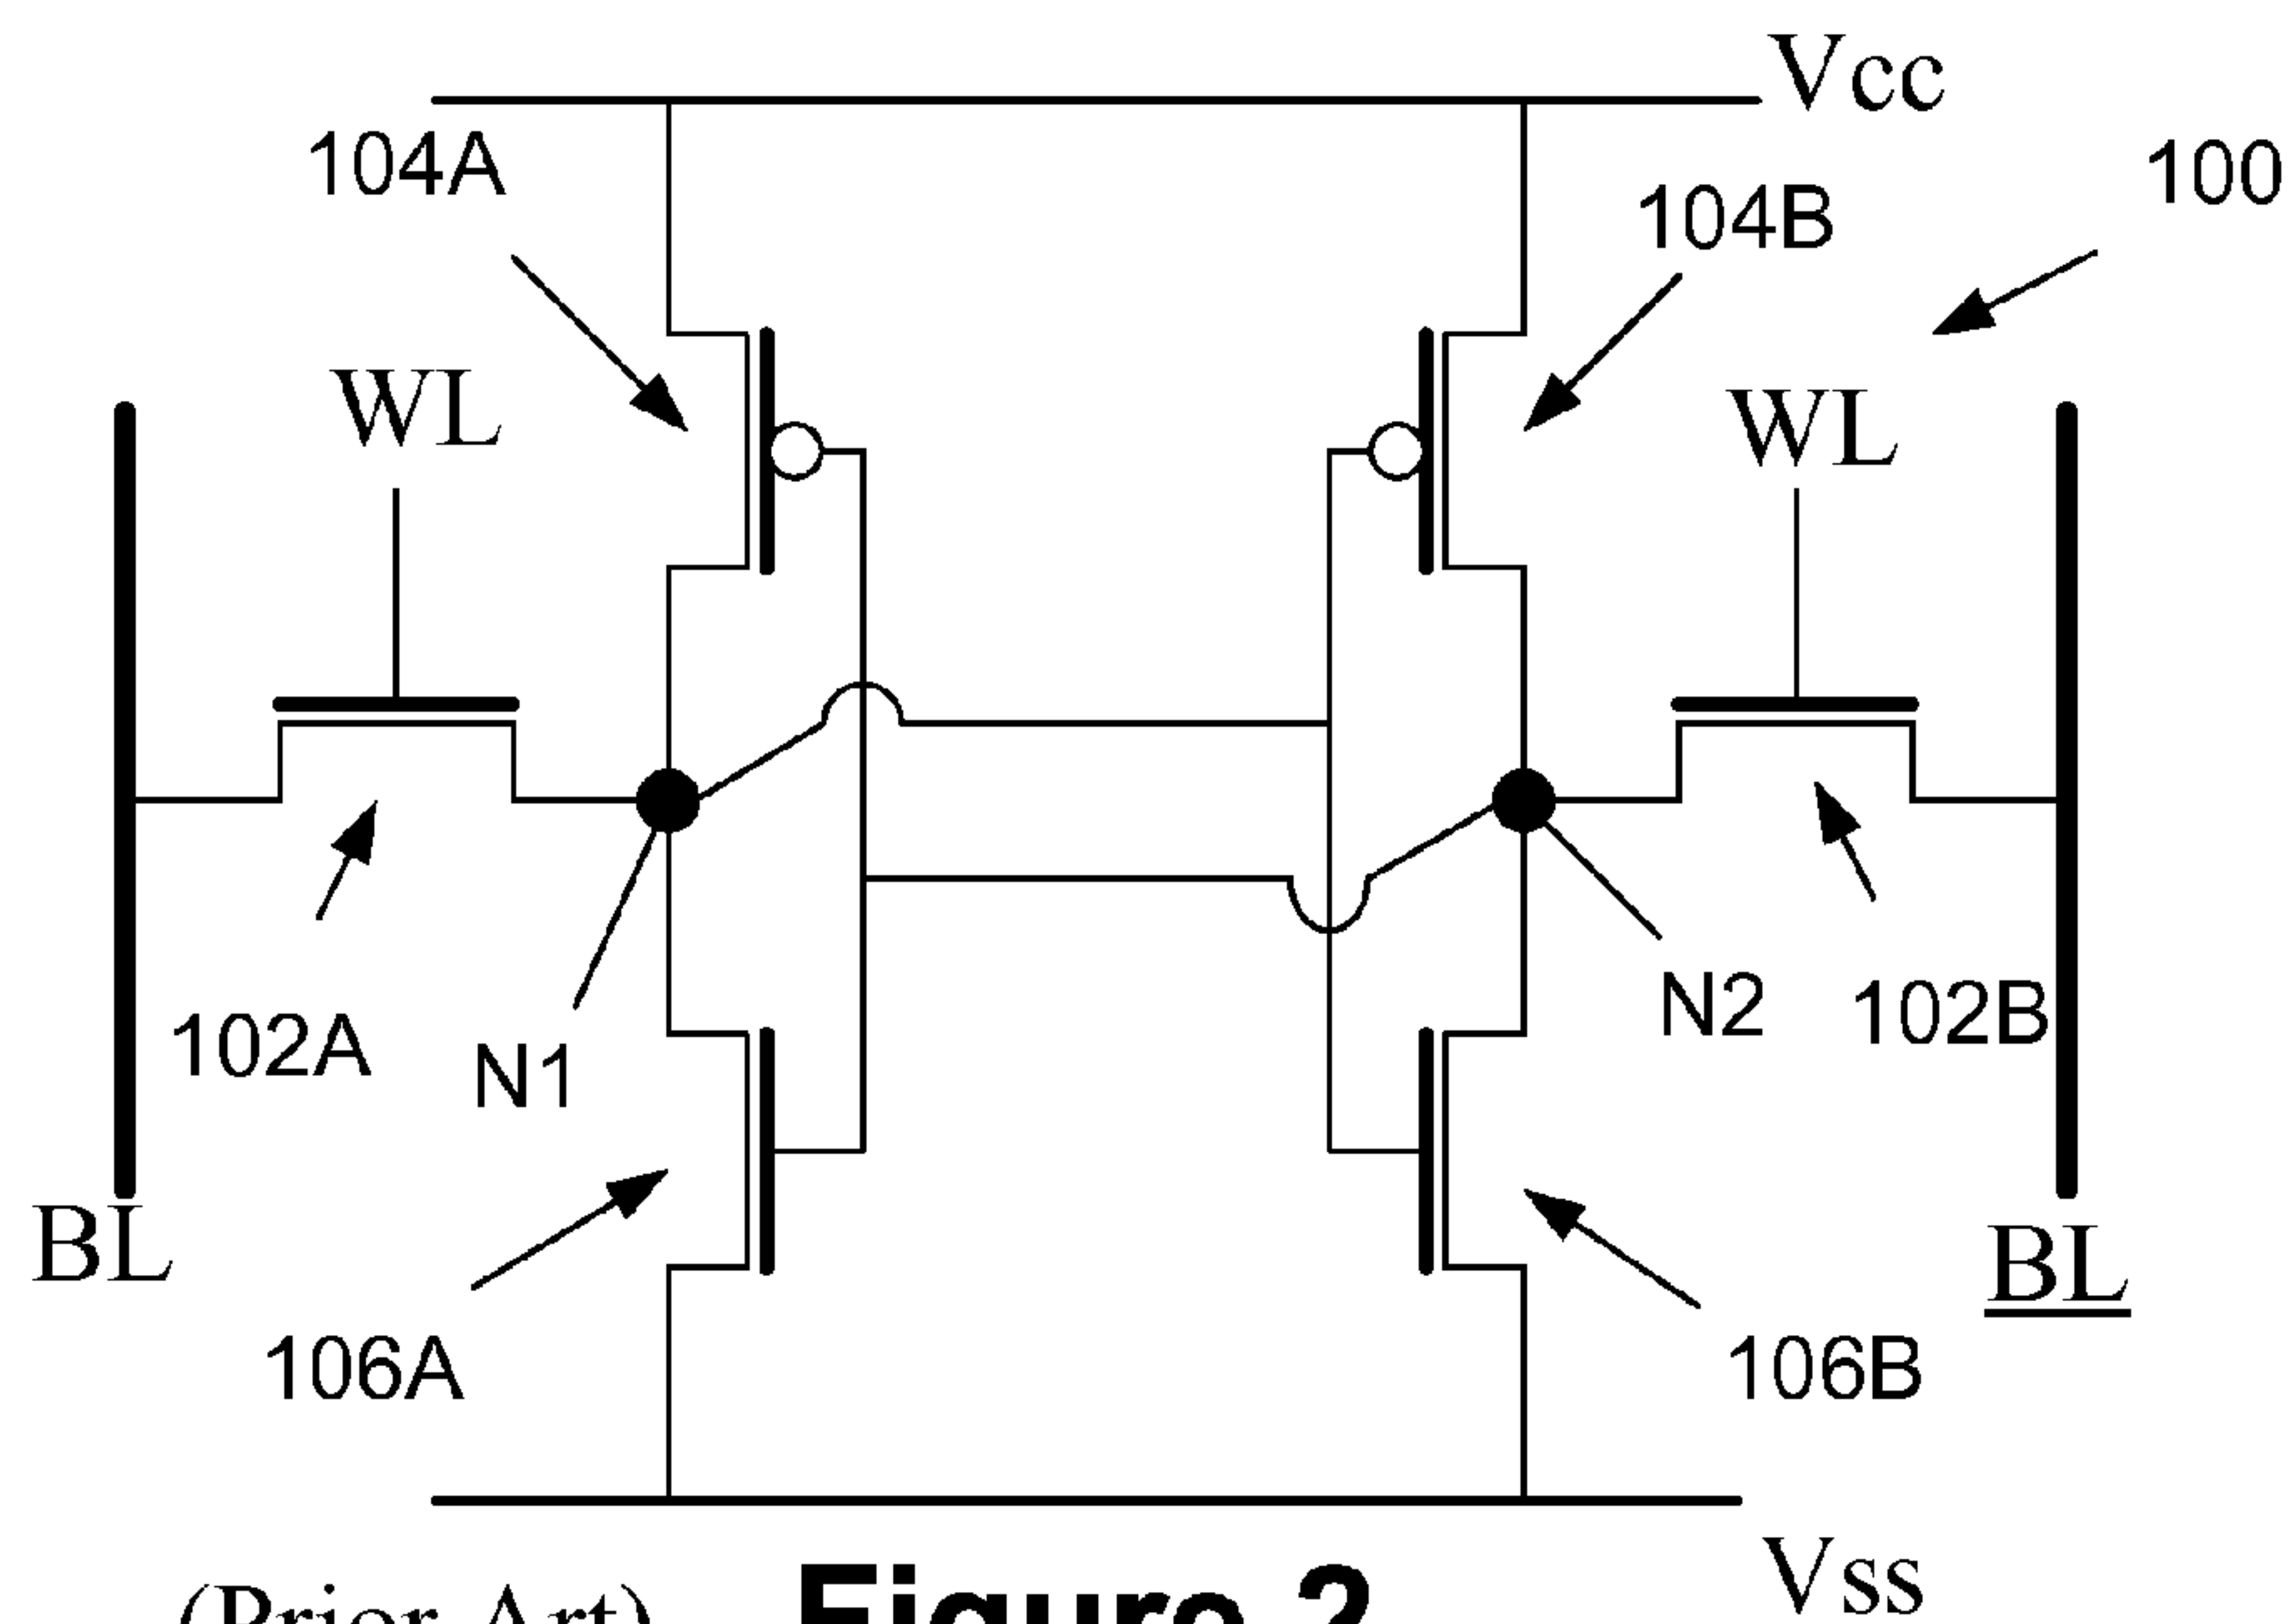 Vcc
104A
100
104B
WL
WL
N2
102B
102A
N1
BL
BL
106A
106B
Vss
(Prior Art)
Figure 2